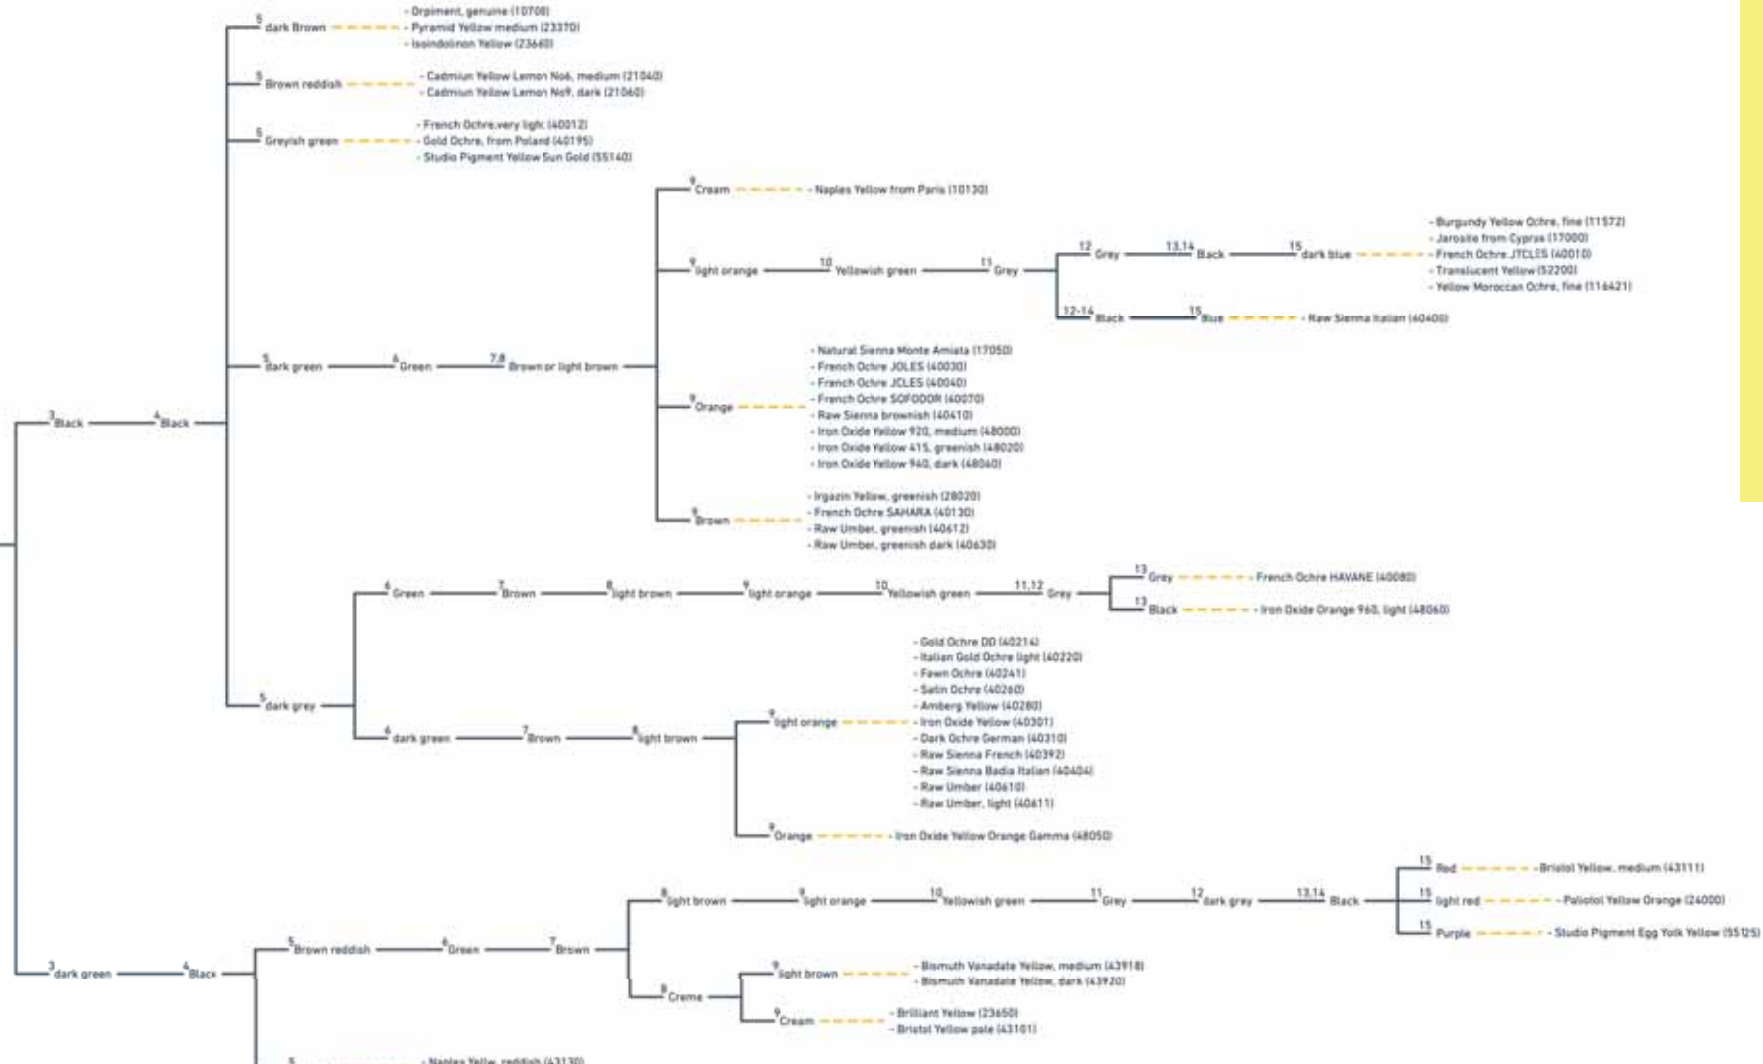 5 dark Brown
- Orpiment, genuine (10700)
- Pyramid Yellow medium (23370)
- Isoindolinon Yellow (23660)
5 Brown reddish
- Cadmiun Yellow Lemon No6, medium (21040)
- Cadmiun Yellow Lemon No9, dark (21060)
5 Greyish green
- French Ochre,very light (40012)
- Gold Ochre, from Poland (40195)
- Studio Pigment Yellow Sun Gold (55140)
9 Cream
- Naples Yellow from Paris (10130)
9 light orange
10 Yellowish green
11 Grey
12 Grey
13,14 Black
15 dark blue
- Burgundy Yellow Ochre, fine (11572)
- Jarosite from Cyprus (17000)
- French Ochre JTCLES (40010)
- Translucent Yellow (52200)
- Yellow Moroccan Ochre, fine (116421)
12-14 Black
15 Blue
- Raw Sienna Italian (40400)
5 dark green
6 Green
7,8 Brown or light brown
9 Orange
- Natural Sienna Monte Amiata (17050)
- French Ochre JOLES (40030)
- French Ochre JCLES (40040)
- French Ochre SOFODOR (40070)
- Raw Sienna brownish (40410)
- Iron Oxide Yellow 920, medium (48000)
- Iron Oxide Yellow 415, greenish (48020)
- Iron Oxide Yellow 940, dark (48040)
9 Brown
- Irgazin Yellow, greenish (28020)
- French Ochre SAHARA (40130)
- Raw Umber, greenish (40612)
- Raw Umber, greenish dark (40630)
3 Black
4 Black
6 Green
7 Brown
8 light brown
9 light orange
10 Yellowish green
11,12 Grey
13 Grey
- French Ochre HAVANE (40080)
13 Black
- Iron Oxide Orange 960, light (48060)
5 dark grey
6 dark green
7 Brown
8 light brown
9 light orange
- Gold Ochre DD (40214)
- Italian Gold Ochre light (40220)
- Fawn Ochre (40241)
- Satin Ochre (40260)
- Amberg Yellow (40280)
- Iron Oxide Yellow (40301)
- Dark Ochre German (40310)
- Raw Sienna French (40392)
- Raw Sienna Badia Italian (40404)
- Raw Umber (40610)
- Raw Umber, light (40611)
9 Orange
- Iron Oxide Yellow Orange Gamma (48050)
8 light brown
9 light orange
10 Yellowish green
11 Grey
12 dark grey
13,14 Black
15 Red
- Bristol Yellow, medium (43111)
15 light red
- Paliotol Yellow Orange (24000)
15 Purple
- Studio Pigment Egg Yolk Yellow (55125)
3 dark green
4 Black
5 Brown reddish
6 Green
7 Brown
8 Creme
9 light brown
- Bismuth Vanadate Yellow, medium (43918)
- Bismuth Vanadate Yellow, dark (43920)
9 Cream
- Brilliant Yellow (23650)
- Bristol Yellow pale (43101)
5
- Naples Yellw, reddish (43130)